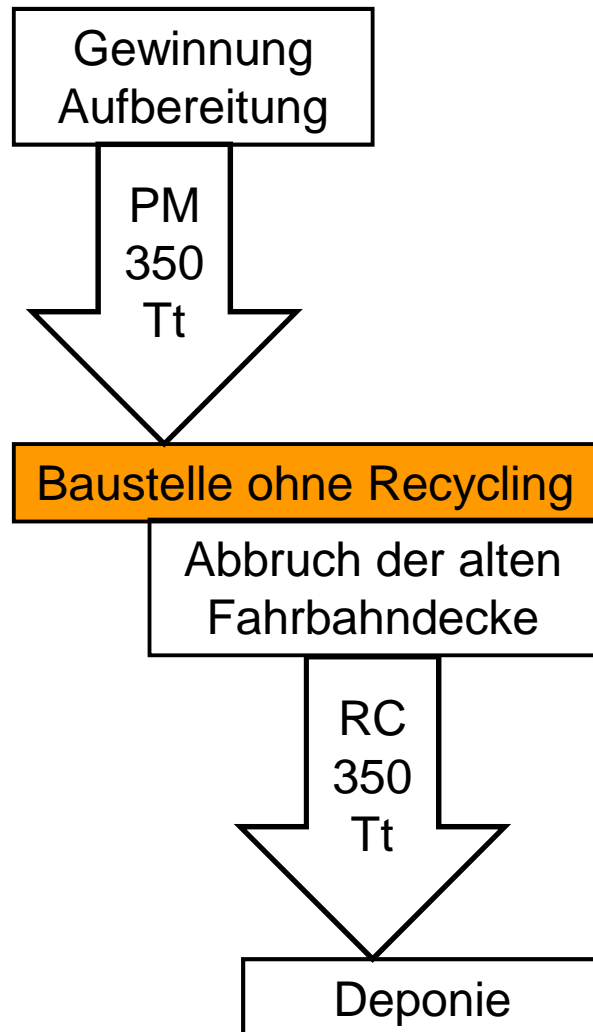 Gewinnung
Aufbereitung
PM
350
Tt
Baustelle ohne Recycling
Abbruch der alten
Fahrbahndecke
RC
350
Tt
Deponie